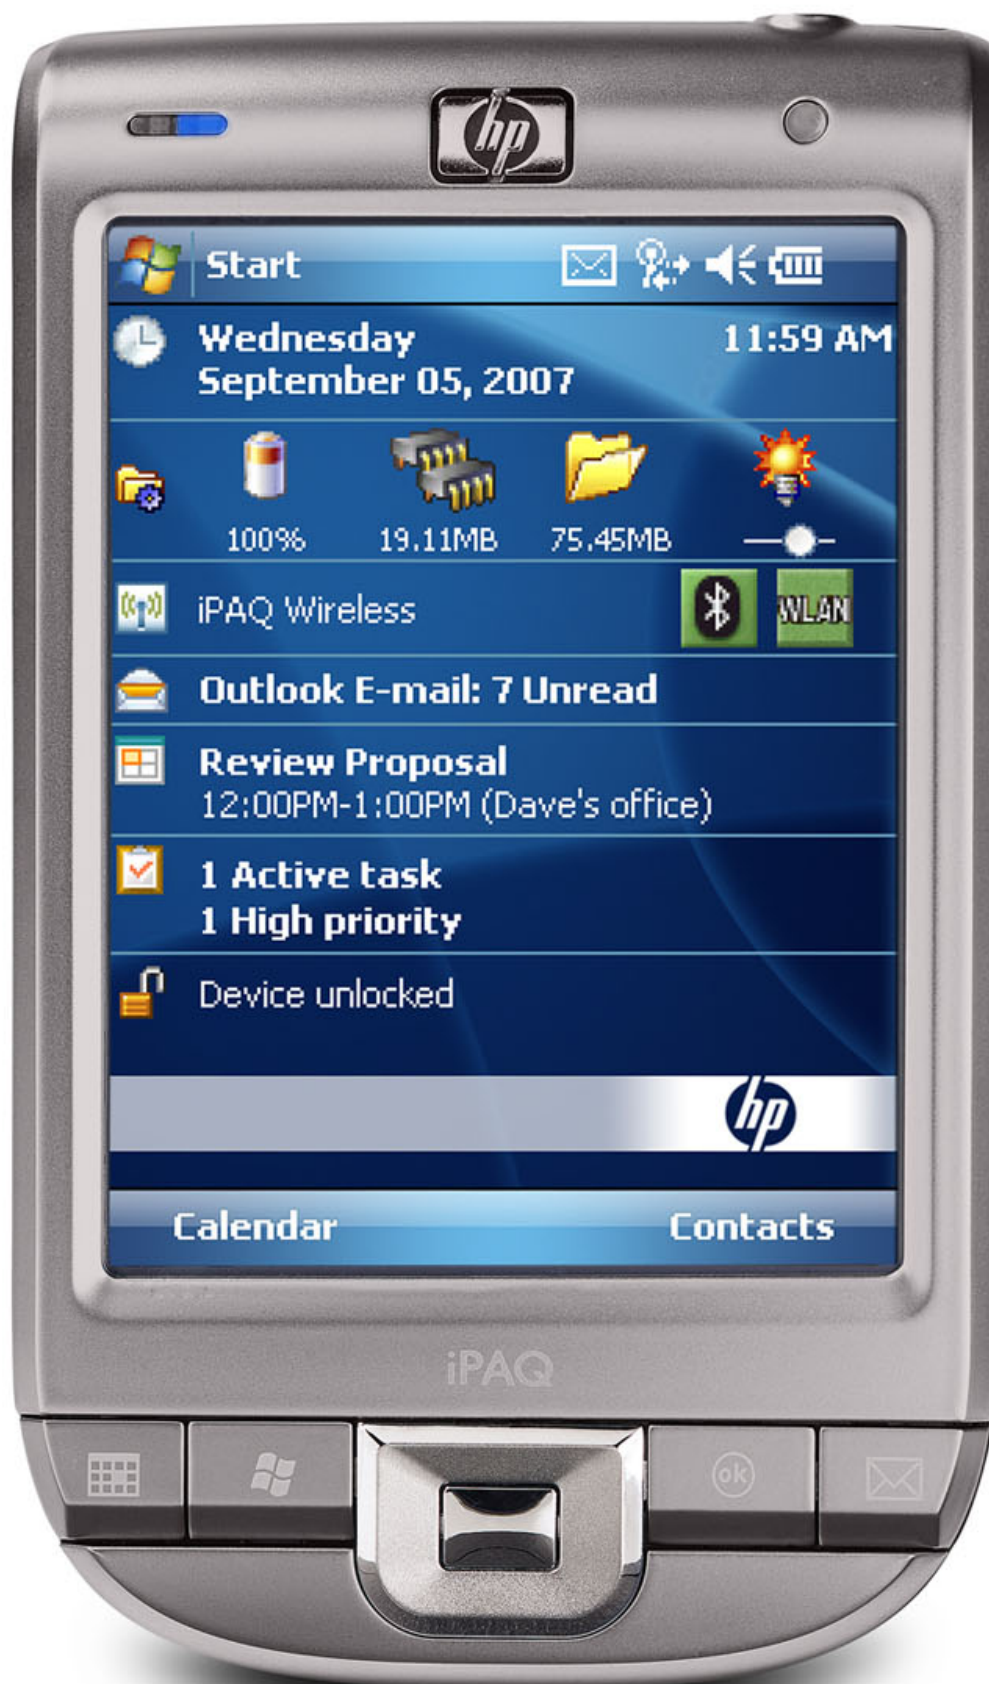 hp
Start
Wednesday 11:59 AM
September 05, 2007
100% 19.11MB 75.45MB
iPAQ Wireless WLAN
Outlook E-mail: 7 Unread
Review Proposal
12:00PM-1:00PM (Dave's office)
1 Active task
1 High priority
Device unlocked
hp
Calendar Contacts
iPAQ
ok